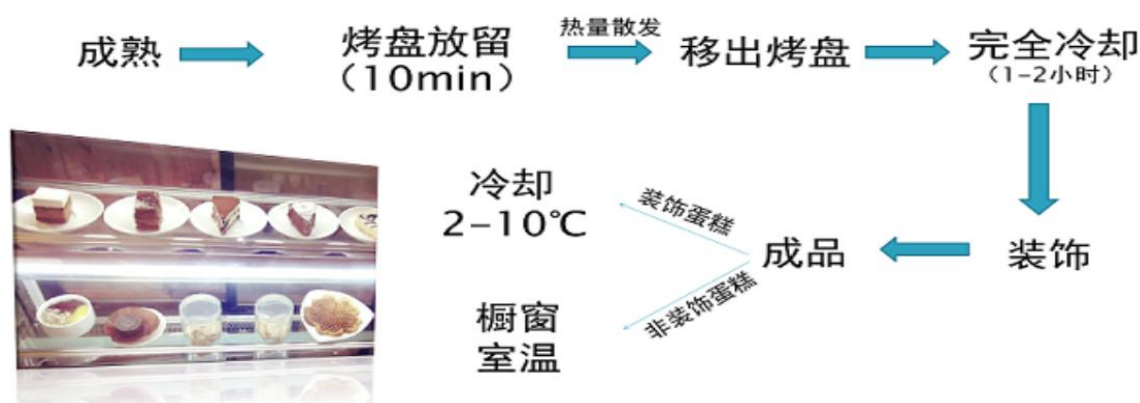 成熟
烤盘放留
（10min）
热量散发
移出烤盘
完全冷却
（1-2小时）
装饰
成品
装饰蛋糕
冷却
2-10℃
非装饰蛋糕
橱窗
室温